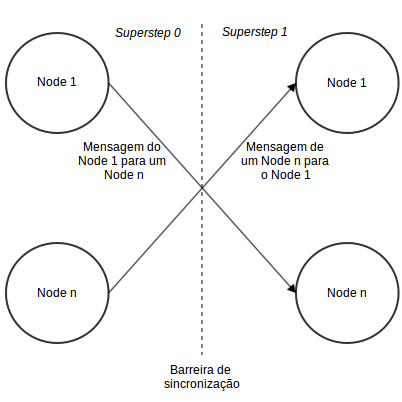 Superstep 0
Superstep 1
Node 1
Node 1
Mensagem do
Node 1 para um
Node n
Mensagem de
um Node n para
o Node 1
Node n
Node n
Barreira de
sincronização